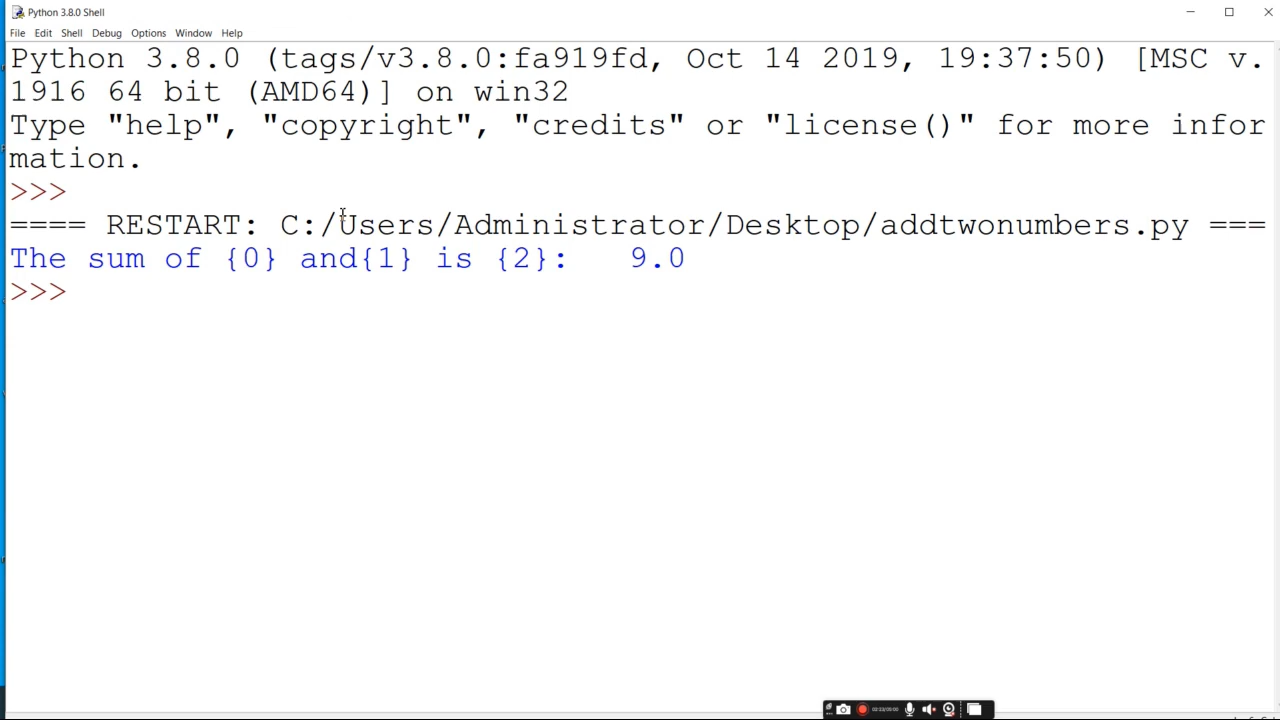 Python 3.8.0 Shell
File Edit Shell Debug Options Window Help
Python 3.8.0 (tags/v3.8.0:fa919fd, Oct 14 2019, 19:37:50) [MSC v.
1916 64 bit (AMD64)] on win32
Type "help", "copyright", "credits" or "license()" for more infor
mation.
>>>
==== RESTART: C:/Users/Administrator/Desktop/addtwonumbers.py ===
The sum of {0} and{1} is {2}:   9.0
>>>